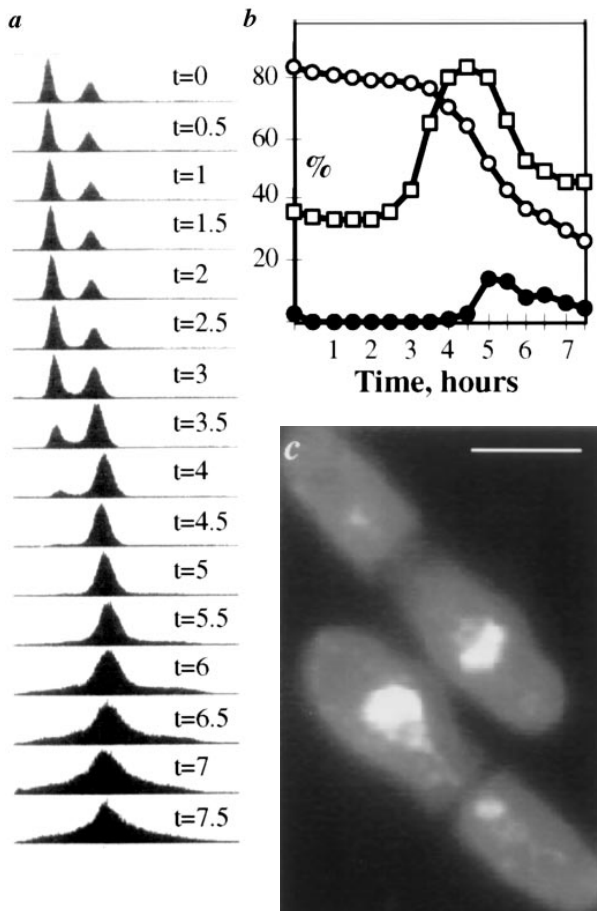 a
t=0
t=0.5
t=1
t=1.5
t=2
t=2.5
t=3
t=3.5
t=4
t=4.5
t=5
t=5.5
t=6
t=6.5
t=7
t=7.5
b
80
60
%
40
20
1 2 3 4 5 6 7
Time, hours
c